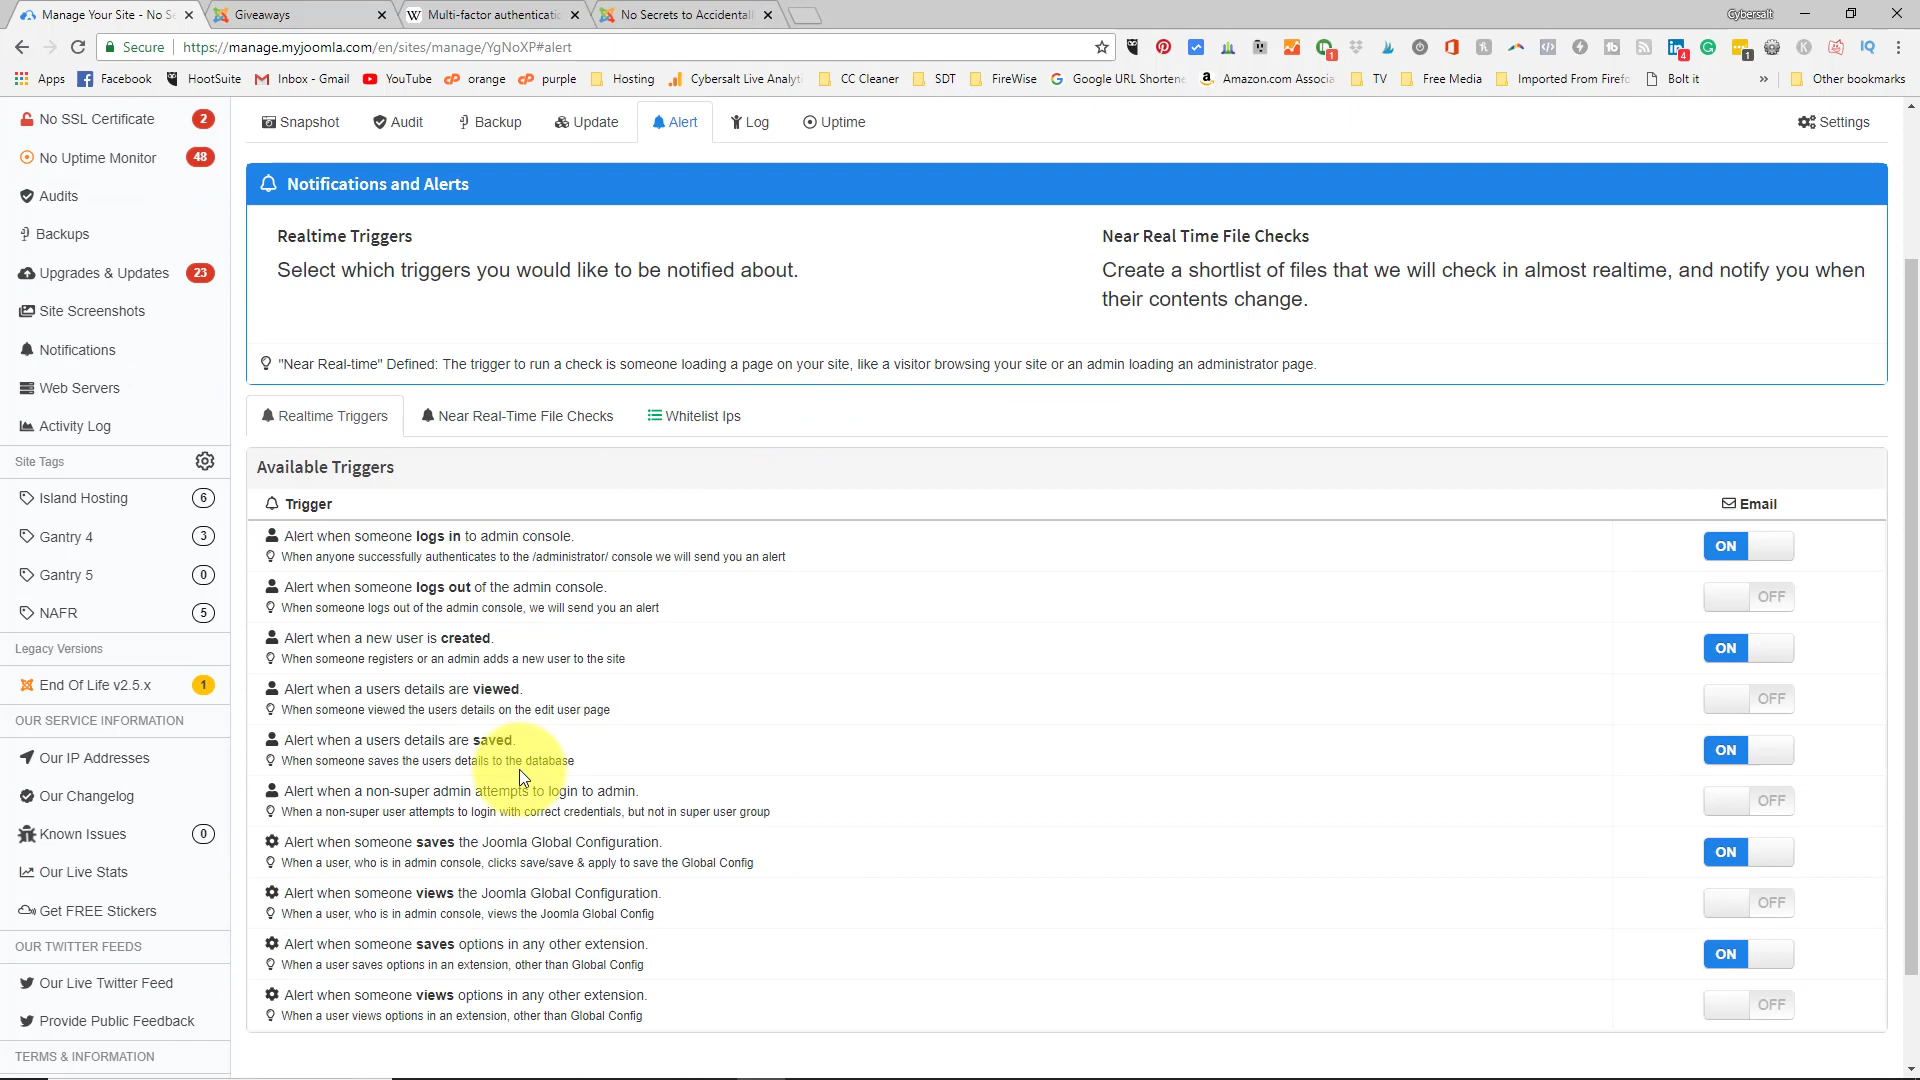 Manage Your Site - No S
Giveaways
Multi-factor authenticati
No Secrets to Accidental
Cybersalt
Secure
https://manage.myjoomla.com/en/sites/manage/YgNoXP#alert
1
4
1
IQ
Apps
Facebook
HootSuite
Inbox - Gmail
YouTube
orange
purple
Hosting
Cybersalt Live Analyt
CC Cleaner
SDT
FireWise
Google URL Shortene
Amazon.com Associa
TV
Free Media
Imported From Firefo
Bolt it
»
Other bookmarks
No SSL Certificate 2
No Uptime Monitor 48
Audits
Backups
Upgrades & Updates 23
Site Screenshots
Notifications
Web Servers
Activity Log
Site Tags
Island Hosting 6
Gantry 4 3
Gantry 5 0
NAFR 5
Legacy Versions
End Of Life v2.5.x 1
OUR SERVICE INFORMATION
Our IP Addresses
Our Changelog
Known Issues 0
Our Live Stats
Get FREE Stickers
OUR TWITTER FEEDS
Our Live Twitter Feed
Provide Public Feedback
TERMS & INFORMATION
Snapshot
Audit
Backup
Update
Alert
Log
Uptime
Settings
Notifications and Alerts
Realtime Triggers
Select which triggers you would like to be notified about.
Near Real Time File Checks
Create a shortlist of files that we will check in almost realtime, and notify you when
their contents change.
"Near Real-time" Defined: The trigger to run a check is someone loading a page on your site, like a visitor browsing your site or an admin loading an administrator page.
Realtime Triggers
Near Real-Time File Checks
Whitelist Ips
Available Triggers
Trigger
Email
Alert when someone logs in to admin console.
When anyone successfully authenticates to the /administrator/ console we will send you an alert
ON
Alert when someone logs out of the admin console.
When someone logs out of the admin console, we will send you an alert
OFF
Alert when a new user is created.
When someone registers or an admin adds a new user to the site
ON
Alert when a users details are viewed.
When someone viewed the users details on the edit user page
OFF
Alert when a users details are saved.
When someone saves the users details to the database
ON
Alert when a non-super admin attempts to login to admin.
When a non-super user attempts to login with correct credentials, but not in super user group
OFF
Alert when someone saves the Joomla Global Configuration.
When a user, who is in admin console, clicks save/save & apply to save the Global Config
ON
Alert when someone views the Joomla Global Configuration.
When a user, who is in admin console, views the Joomla Global Config
OFF
Alert when someone saves options in any other extension.
When a user saves options in an extension, other than Global Config
ON
Alert when someone views options in any other extension.
When a user views options in an extension, other than Global Config
OFF